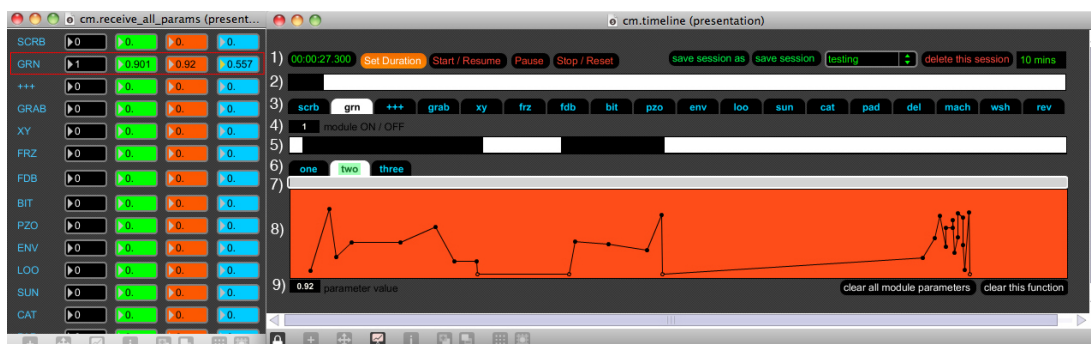 cm.receive_all_params (present...
SCRB 0 0. 0. 0.
GRN 1 0.901 0.92 0.557
+++ 0 0. 0. 0.
GRAB 0 0. 0. 0.
XY 0 0. 0. 0.
FRZ 0 0. 0. 0.
FDB 0 0. 0. 0.
BIT 0 0. 0. 0.
PZO 0 0. 0. 0.
ENV 0 0. 0. 0.
LOO 0 0. 0. 0.
SUN 0 0. 0. 0.
CAT 0 0. 0. 0.
cm.timeline (presentation)
1) 00:00:27.300 Set Duration Start / Resume Pause Stop / Reset save session as save session testing delete this session 10 mins
2)
3) scrb grn +++ grab xy frz fdb bit pzo env loo sun cat pad del mach wsh rev
4) 1 module ON / OFF
5)
6) one two three
7)
8)
9) 0.92 parameter value clear all module parameters clear this function